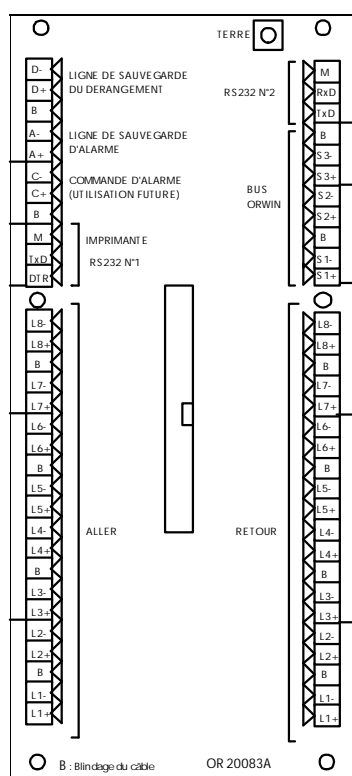 TERRE
D-
D+
B
A-
A+
C-
C+
B
M
TxD
DTR
LIGNE DE SAUVEGARDE
DU DERANGEMENT
LIGNE DE SAUVEGARDE
D'ALARME
COMMANDE D'ALARME
(UTILISATION FUTURE)
IMPRIMANTE
RS232 N°1
RS232 N°2
BUS
ORWIN
M
RxD
TxD
B
S3-
S3+
S2-
S2+
B
S1-
S1+
L8-
L8+
B
L7-
L7+
L6-
L6+
B
L5-
L5+
L4-
L4+
B
L3-
L3+
L2-
L2+
B
L1-
L1+
ALLER
RETOUR
L8-
L8+
B
L7-
L7+
L6-
L6+
B
L5-
L5+
L4-
L4+
B
L3-
L3+
L2-
L2+
B
L1-
L1+
B : Blindage du câble
OR 20083A